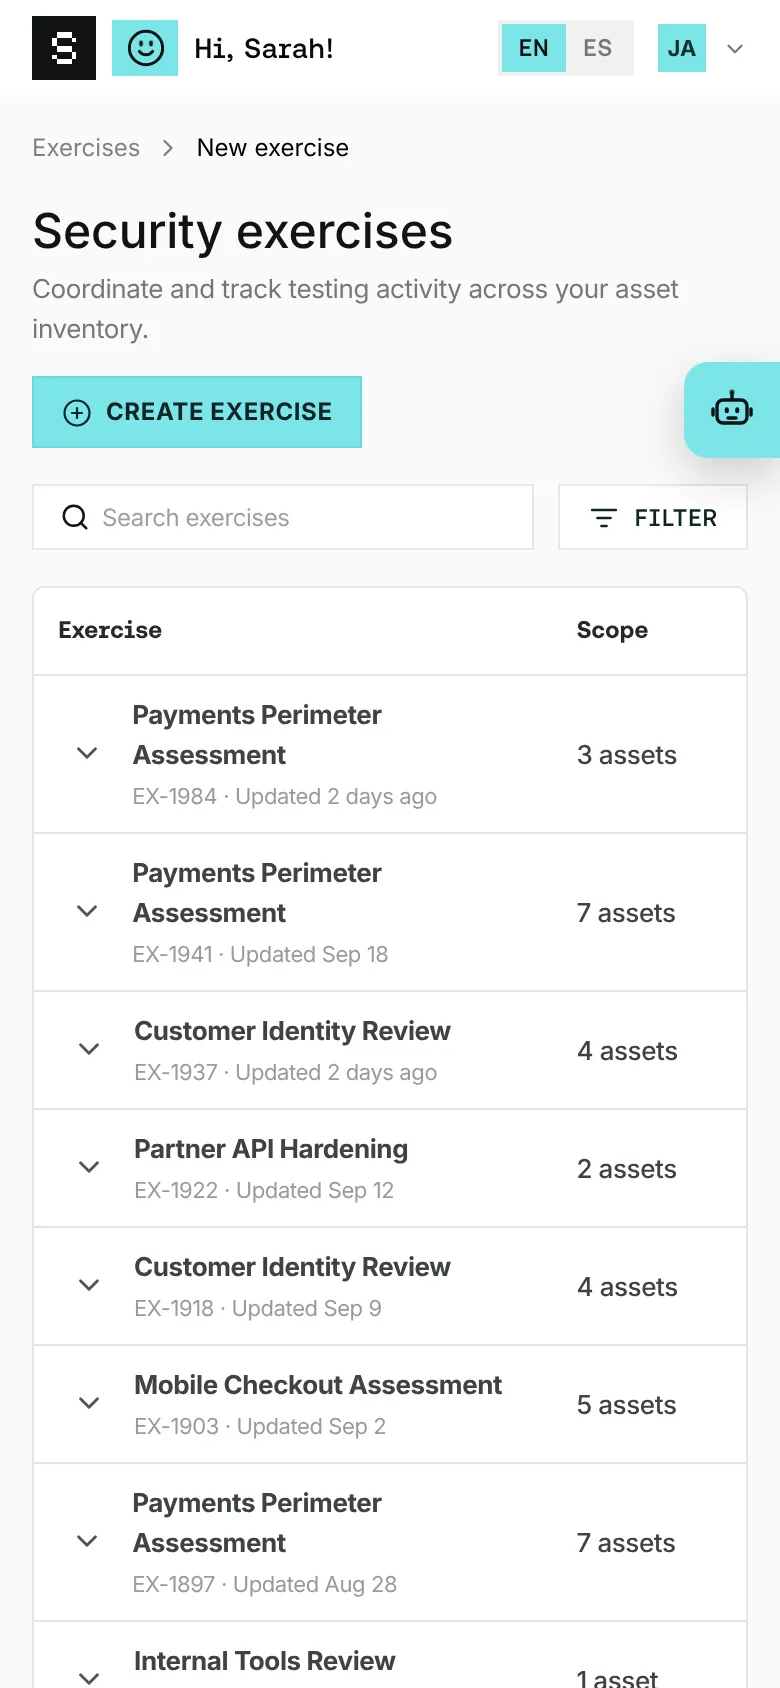 S
Hi, Sarah!
EN ES
JA
Exercises > New exercise
Security exercises
Coordinate and track testing activity across your asset
inventory.
CREATE EXERCISE
Search exercises
FILTER
Exercise Scope
Payments Perimeter
Assessment
EX-1984 · Updated 2 days ago
3 assets
Payments Perimeter
Assessment
EX-1941 · Updated Sep 18
7 assets
Customer Identity Review
EX-1937 · Updated 2 days ago
4 assets
Partner API Hardening
EX-1922 · Updated Sep 12
2 assets
Customer Identity Review
EX-1918 · Updated Sep 9
4 assets
Mobile Checkout Assessment
EX-1903 · Updated Sep 2
5 assets
Payments Perimeter
Assessment
EX-1897 · Updated Aug 28
7 assets
Internal Tools Review
1 asset